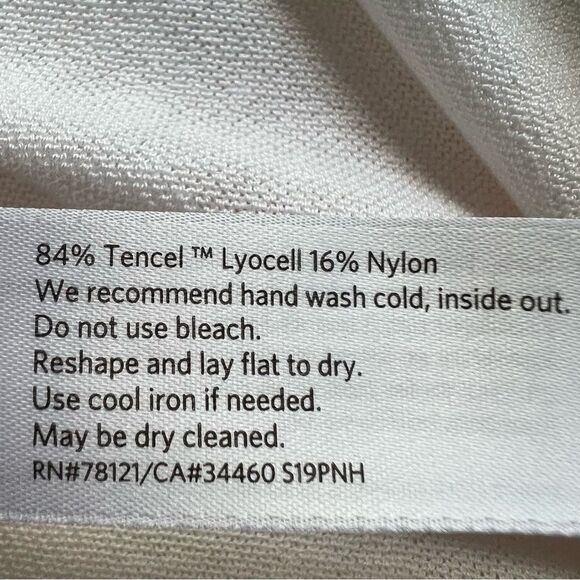 84% Tencel ™ Lyocell 16% Nylon
We recommend hand wash cold, inside out.
Do not use bleach.
Reshape and lay flat to dry.
Use cool iron if needed.
May be dry cleaned.
RN#78121/CA#34460 S19PNH